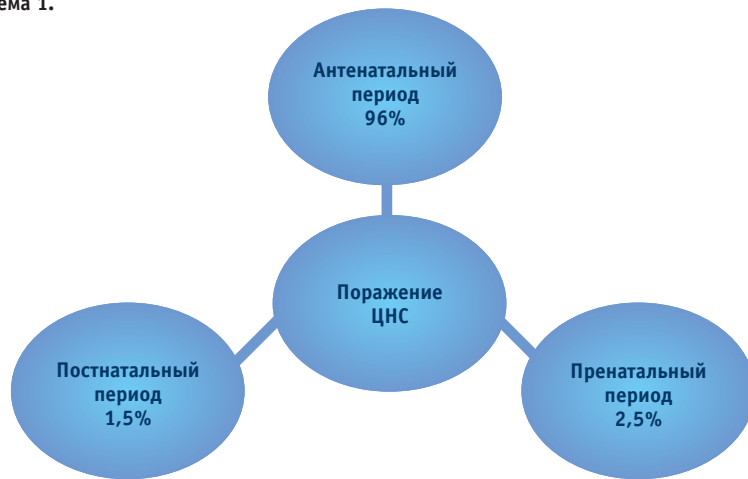 ема 1.
Антенатальный
период
96%
Поражение
ЦНС
Постнатальный
период
1,5%
Пренатальный
период
2,5%